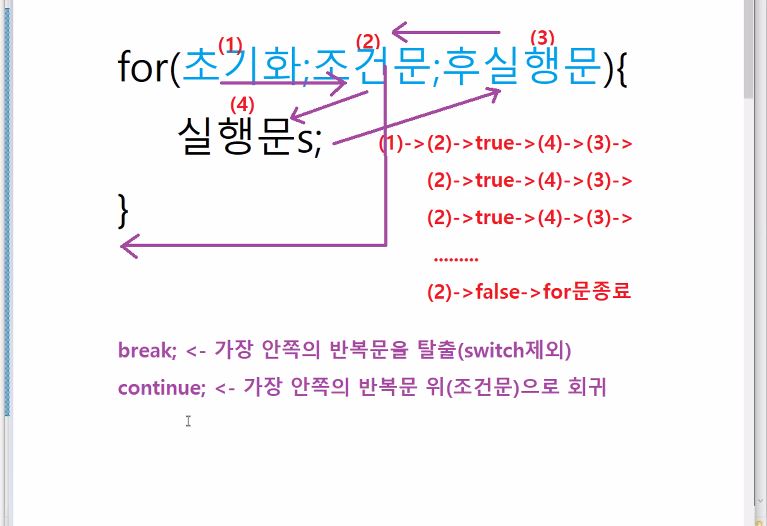 (1) (2) (3)
for(초기화;조건문;후실행문){
(4)
실행문s;
(1)->(2)->true->(4)->(3)->
(2)->true->(4)->(3)->
}
(2)->true->(4)->(3)->
.........
(2)->false->for문종료
break; <- 가장 안쪽의 반복문을 탈출(switch제외)
continue; <- 가장 안쪽의 반복문 위(조건문)으로 회귀